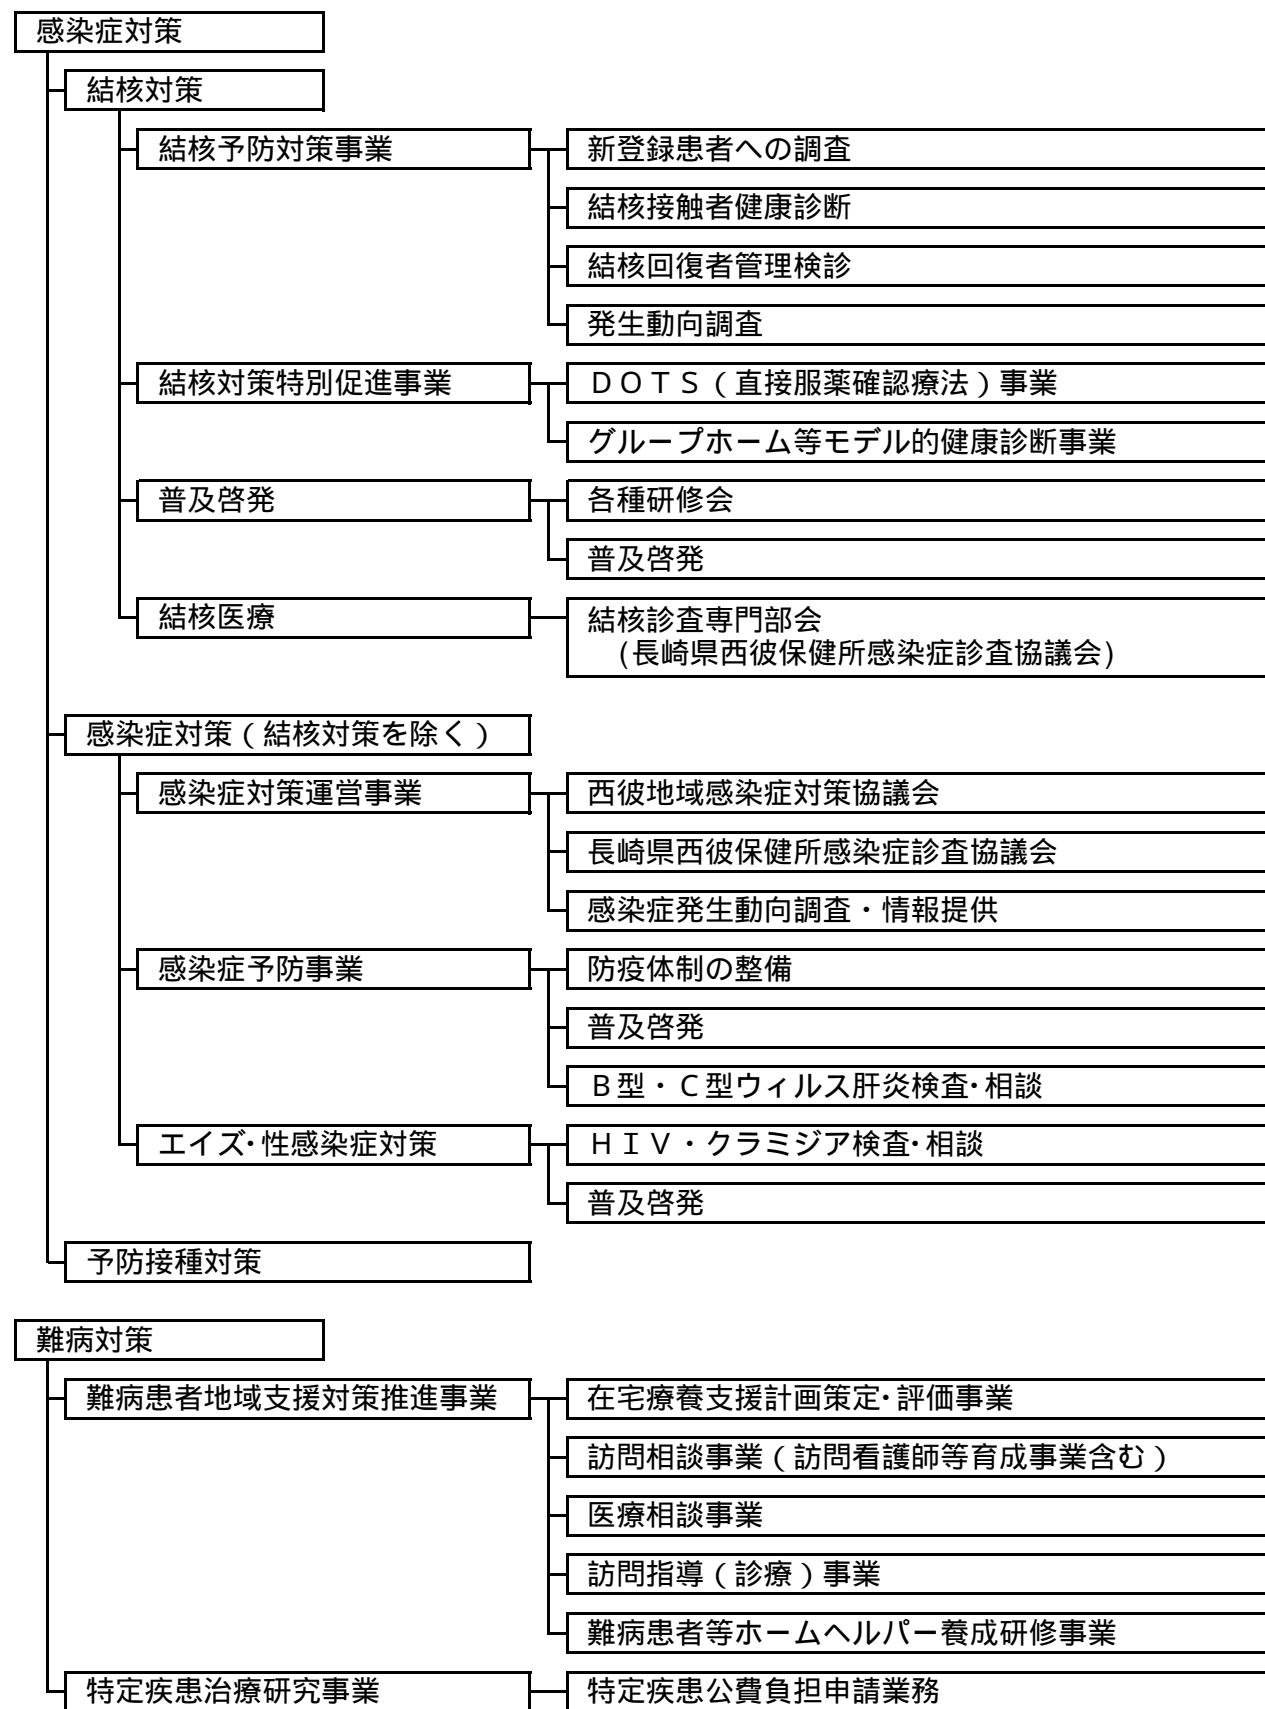 感染症対策
結核対策
結核予防対策事業
新登録患者への調査
結核接触者健康診断
結核回復者管理検診
発生動向調査
結核対策特別促進事業
ＤＯＴＳ（直接服薬確認療法）事業
グループホーム等モデル的健康診断事業
普及啓発
各種研修会
普及啓発
結核医療
結核診査専門部会
(長崎県西彼保健所感染症診査協議会)
感染症対策（結核対策を除く）
感染症対策運営事業
西彼地域感染症対策協議会
長崎県西彼保健所感染症診査協議会
感染症発生動向調査・情報提供
感染症予防事業
防疫体制の整備
普及啓発
Ｂ型・Ｃ型ウィルス肝炎検査･相談
エイズ･性感染症対策
ＨＩＶ・クラミジア検査･相談
普及啓発
予防接種対策
難病対策
難病患者地域支援対策推進事業
在宅療養支援計画策定･評価事業
訪問相談事業（訪問看護師等育成事業含む）
医療相談事業
訪問指導（診療）事業
難病患者等ホームヘルパー養成研修事業
特定疾患治療研究事業
特定疾患公費負担申請業務